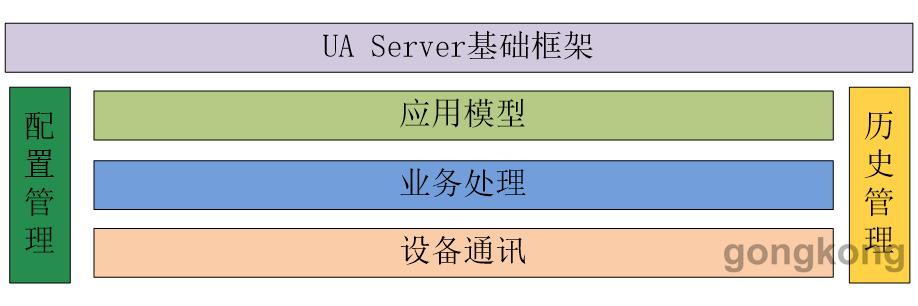 UA Server基础框架
配置管理
应用模型
业务处理
设备通讯
历史管理
gongkong